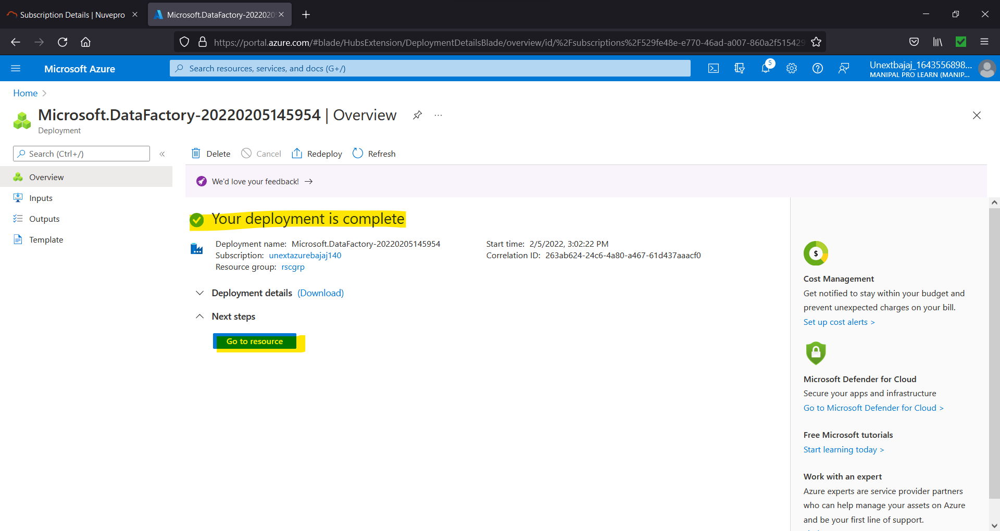 Subscription Details | Nuvepro
Microsoft.DataFactory-2022020
https://portal.azure.com/#blade/HubsExtension/DeploymentDetailsBlade/overview/id/%2Fsubscriptions%2F529fe48e-e770-46ad-a007-860a2f515429
Microsoft Azure
Search resources, services, and docs (G+/)
5
Unextbajaj_1643556898...
MANIPAL PRO LEARN (MANIP...
Home
Microsoft.DataFactory-20220205145954 | Overview
Deployment
Search (Ctrl+/)
Delete
Cancel
Redeploy
Refresh
Overview
Inputs
Outputs
Template
We'd love your feedback!
Your deployment is complete
Deployment name: Microsoft.DataFactory-20220205145954
Subscription: unextazurebajaj140
Resource group: rscgrp
Start time: 2/5/2022, 3:02:22 PM
Correlation ID: 263ab624-24c6-4a80-a467-61d437aaacf0
Deployment details (Download)
Next steps
Go to resource
$
Cost Management
Get notified to stay within your budget and
prevent unexpected charges on your bill.
Set up cost alerts >
Microsoft Defender for Cloud
Secure your apps and infrastructure
Go to Microsoft Defender for Cloud >
Free Microsoft tutorials
Start learning today >
Work with an expert
Azure experts are service provider partners
who can help manage your assets on Azure
and be your first line of support.